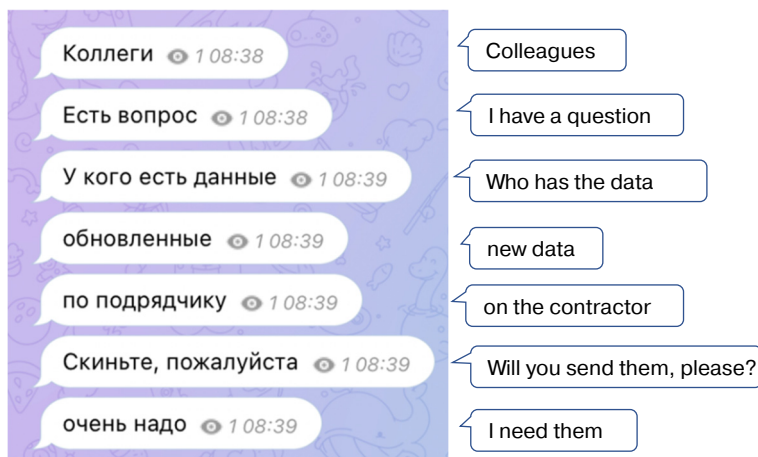 Коллеги 1 08:38
Colleagues
Есть вопрос 1 08:38
I have a question
У кого есть данные 1 08:39
Who has the data
обновленные 1 08:39
new data
по подрядчику 1 08:39
on the contractor
Скиньте, пожалуйста 1 08:39
Will you send them, please?
очень надо 1 08:39
I need them